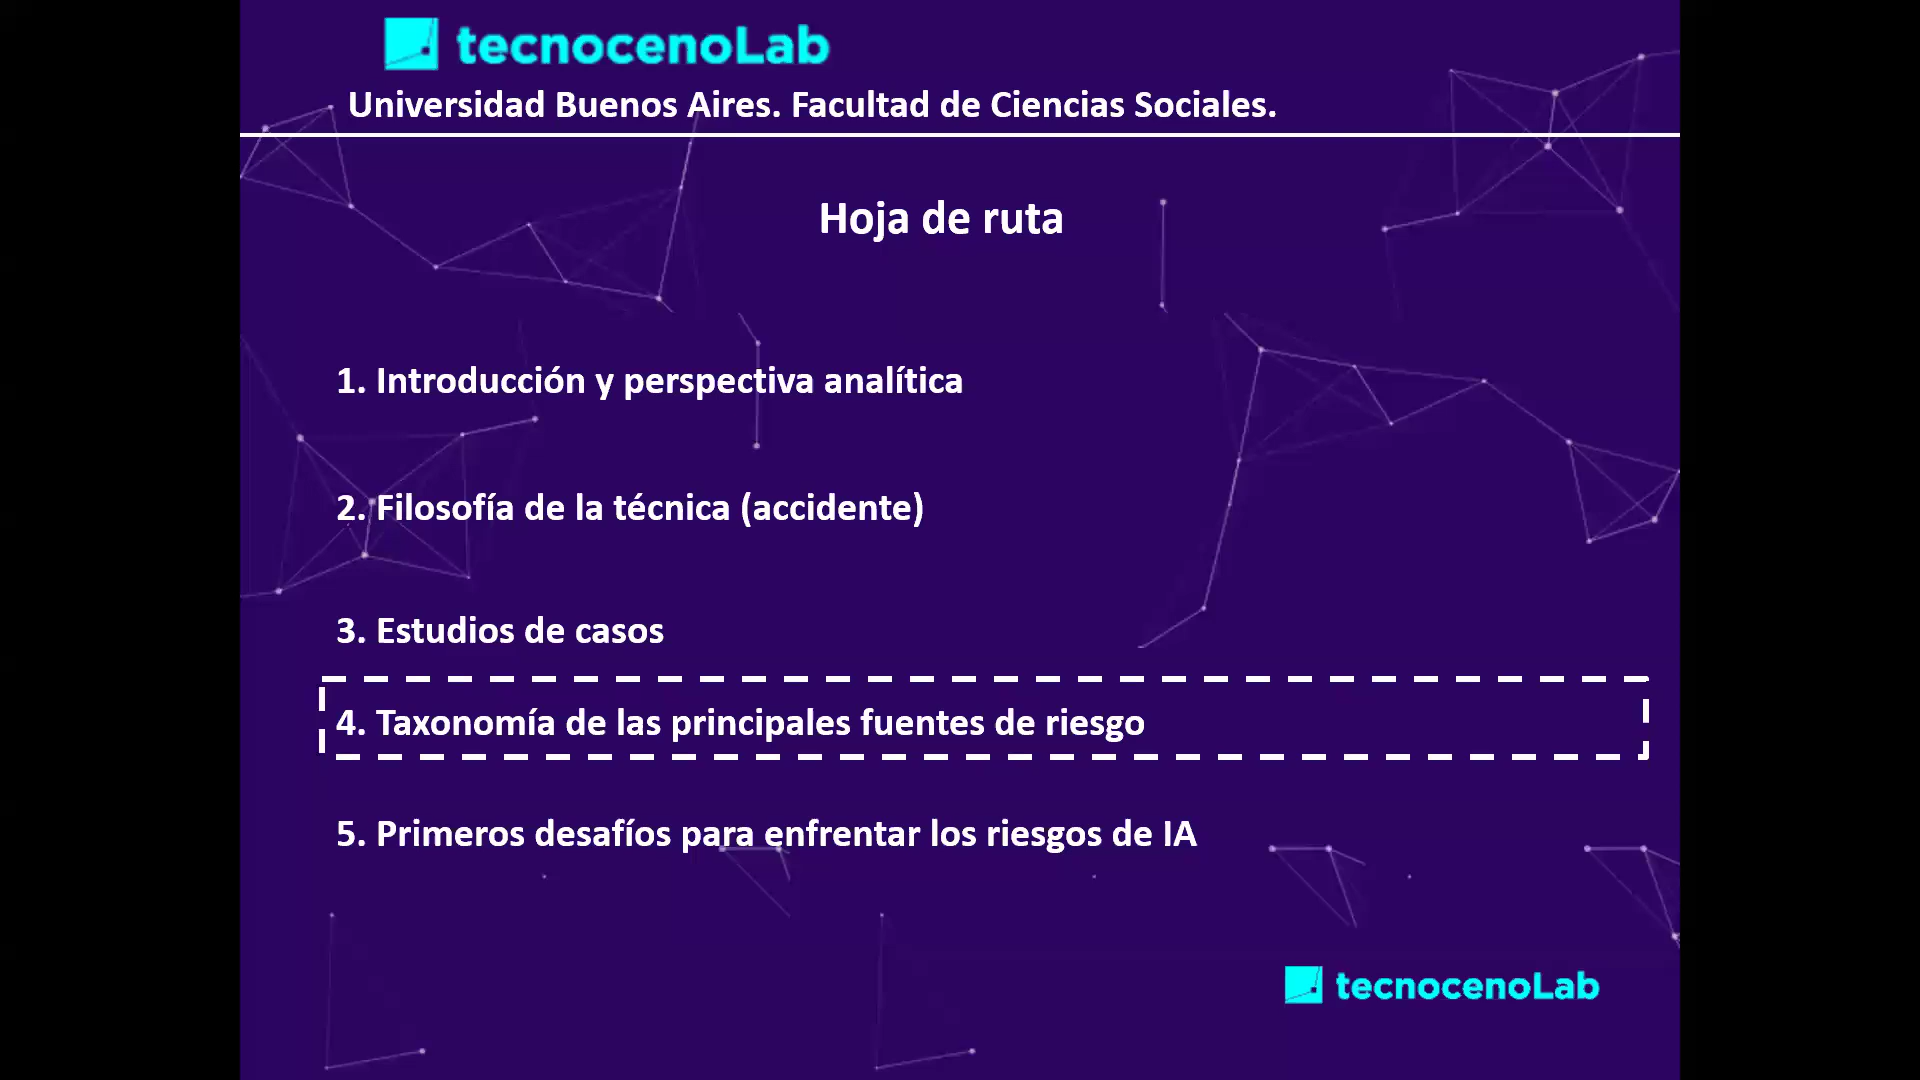 tecnocenoLab
Universidad Buenos Aires. Facultad de Ciencias Sociales.
Hoja de ruta
1. Introducción y perspectiva analítica
2. Filosofía de la técnica (accidente)
3. Estudios de casos
4. Taxonomía de las principales fuentes de riesgo
5. Primeros desafíos para enfrentar los riesgos de IA
tecnocenoLab